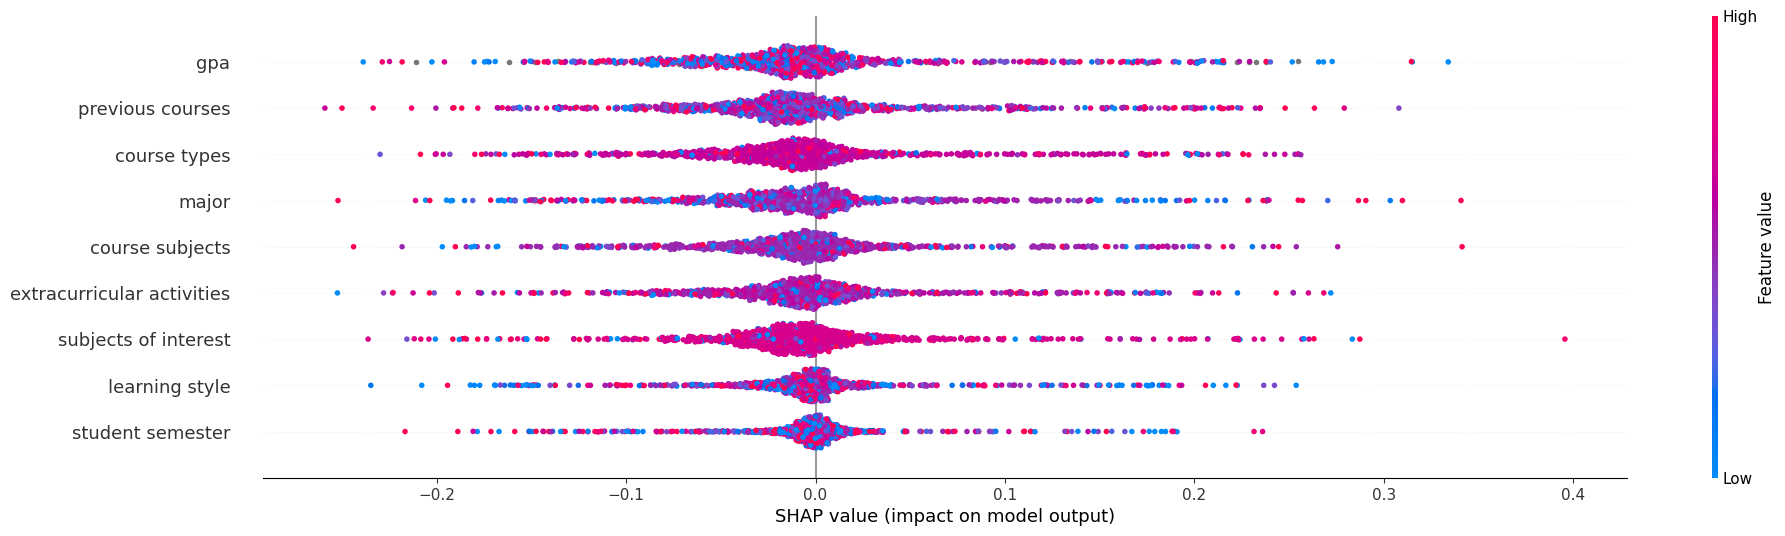 High
gpa
previous courses
course types
major
course subjects
extracurricular activities
subjects of interest
learning style
student semester
Feature value
Low
−0.2 −0.1 0.0 0.1 0.2 0.3 0.4
SHAP value (impact on model output)